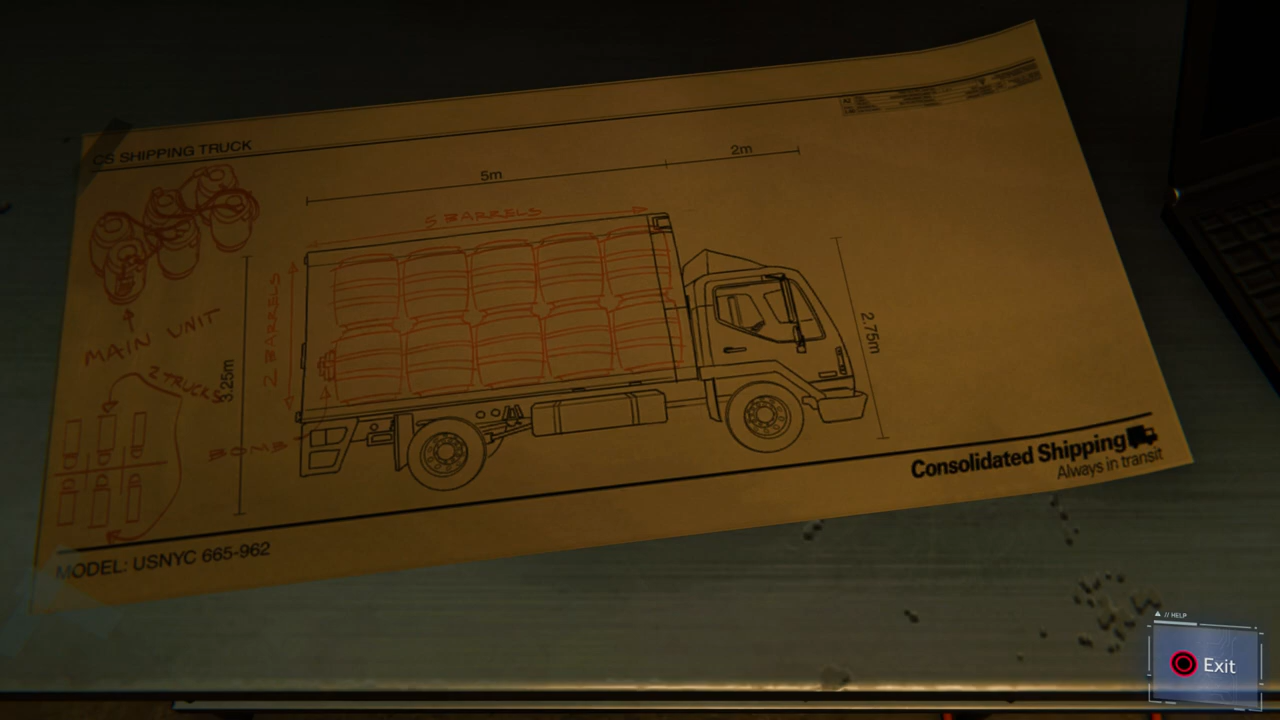 CS SHIPPING TRUCK
5m
2m
5 BARRELS
2 BARRELS
MAIN UNIT
3.25m
2 TRUCKS
BOMB
2.75m
Consolidated Shipping
Always in transit
MODEL: USNYC 665-962
// HELP
Exit